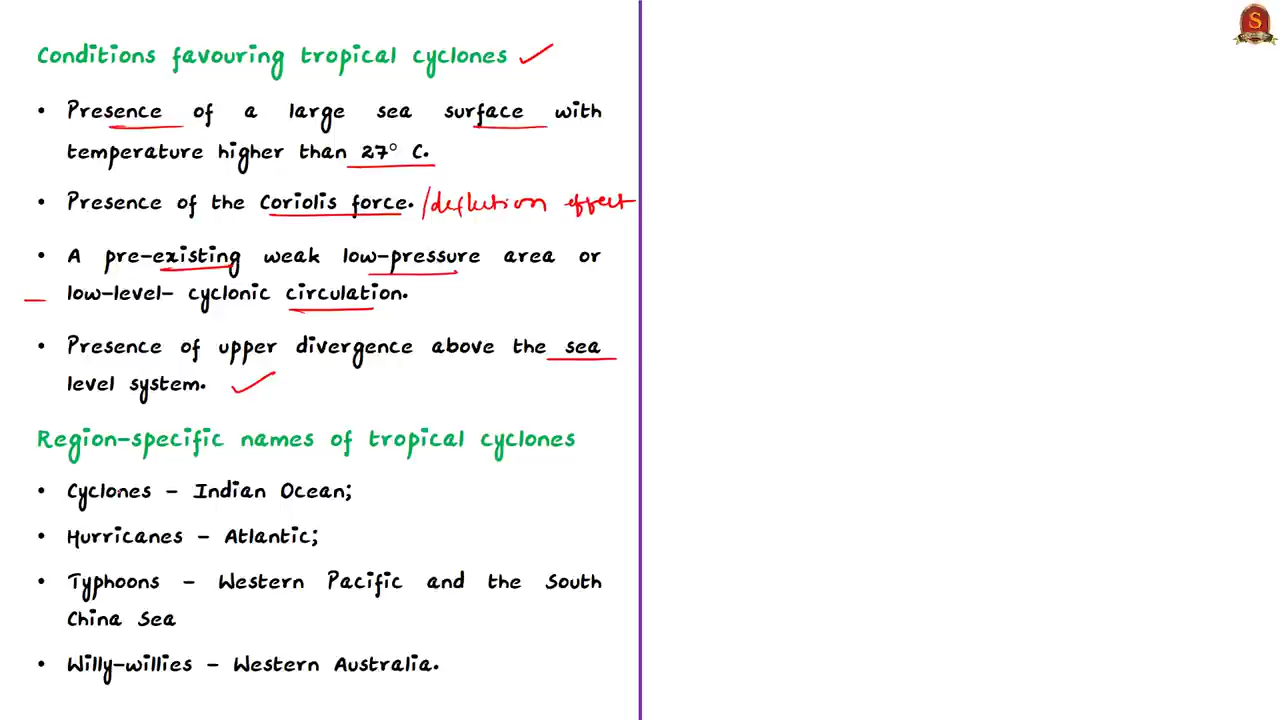 Conditions favouring tropical cyclones
• Presence of a large sea surface with
temperature higher than 27° C.
• Presence of the Coriolis force. /deflection effect
• A pre-existing weak low-pressure area or
low-level- cyclonic circulation.
• Presence of upper divergence above the sea
level system.
Region-specific names of tropical cyclones
• Cyclones – Indian Ocean;
• Hurricanes – Atlantic;
• Typhoons – Western Pacific and the South
China Sea
• Willy-willies – Western Australia.
S